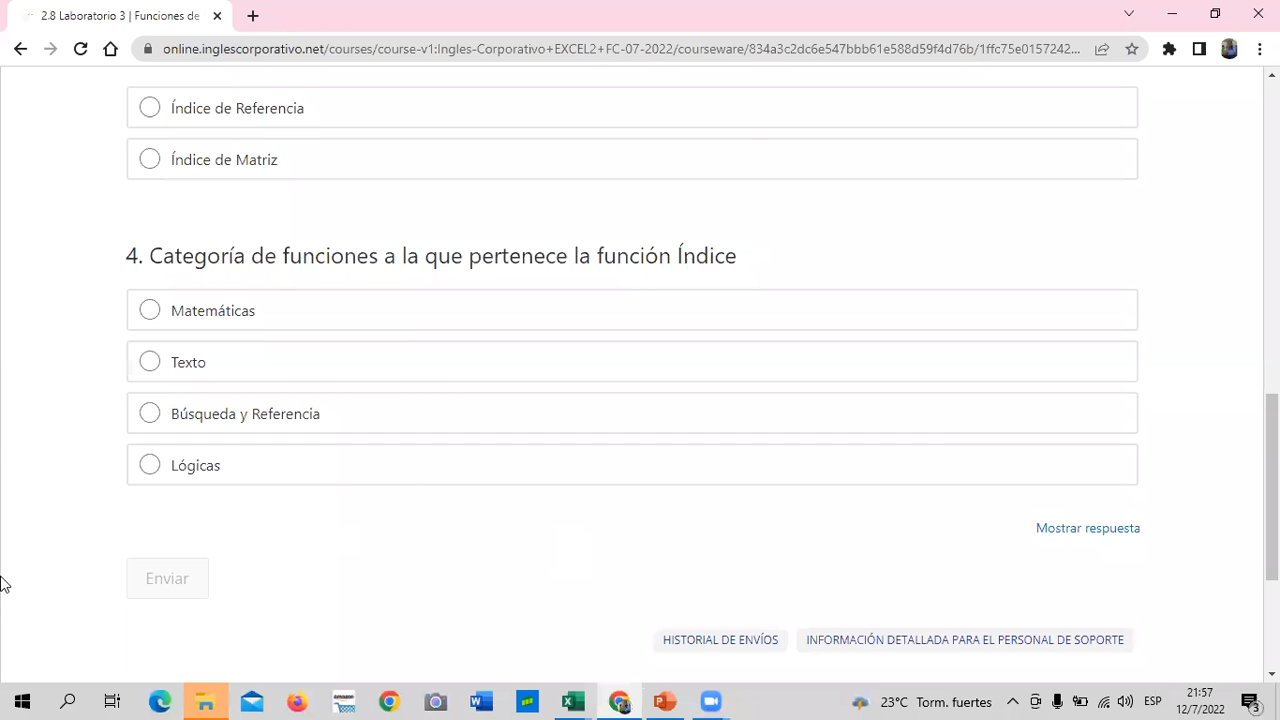 2.8 Laboratorio 3 | Funciones de
online.inglescorporativo.net/courses/course-v1:Ingles-Corporativo+EXCEL2+FC-07-2022/courseware/834a3c2dc6e547bbb61e588d59f4d76b/1ffc75e0157242...
Índice de Referencia
Índice de Matriz
4. Categoría de funciones a la que pertenece la función Índice
Matemáticas
Texto
Búsqueda y Referencia
Lógicas
Mostrar respuesta
Enviar
HISTORIAL DE ENVÍOS
INFORMACIÓN DETALLADA PARA EL PERSONAL DE SOPORTE
23°C Torm. fuertes
ESP
21:57
12/7/2022
3